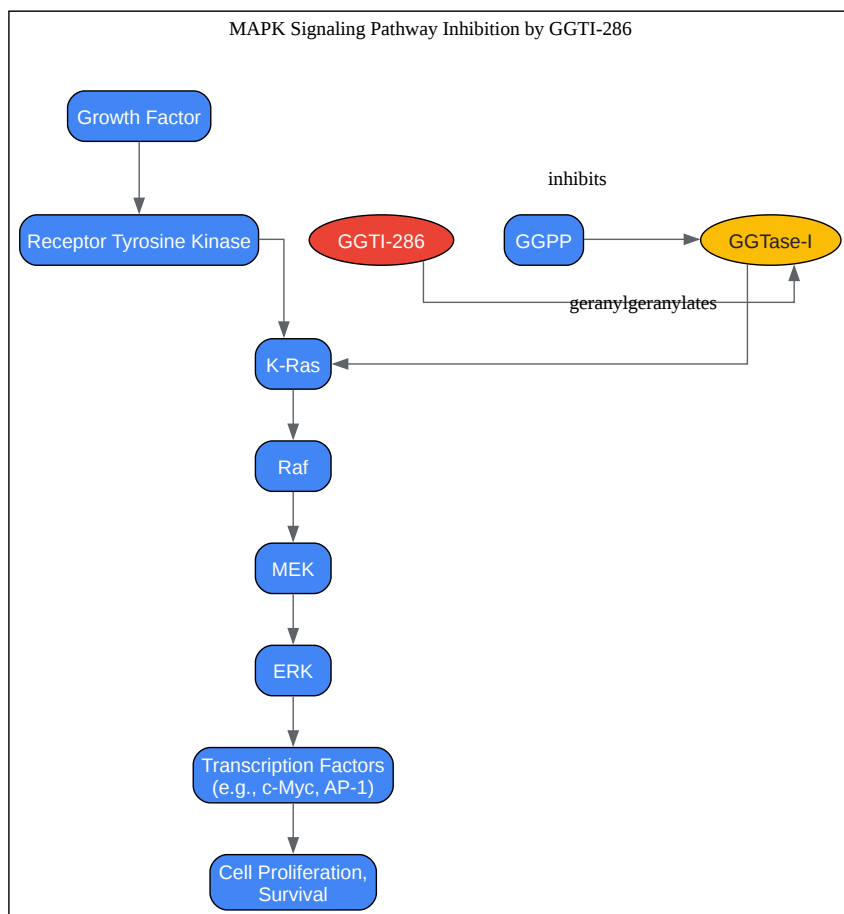 MAPK Signaling Pathway Inhibition by GGTI-286
Growth Factor
inhibits
Receptor Tyrosine Kinase
GGTI-286
GGPP
GGTase-I
geranylgeranylates
K-Ras
Raf
MEK
ERK
Transcription Factors
(e.g., c-Myc, AP-1)
Cell Proliferation,
Survival